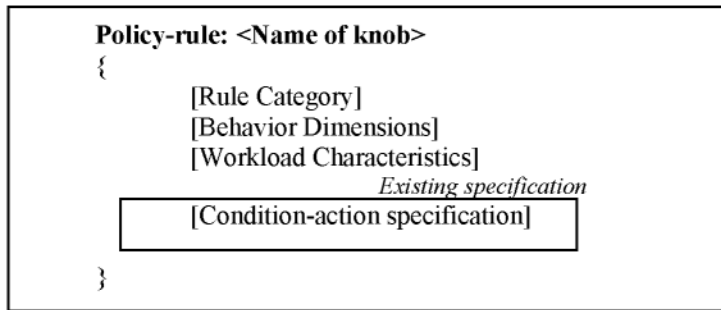 Policy-rule: <Name of knob>
{
[Rule Category]
[Behavior Dimensions]
[Workload Characteristics]
Existing specification
[Condition-action specification]
}